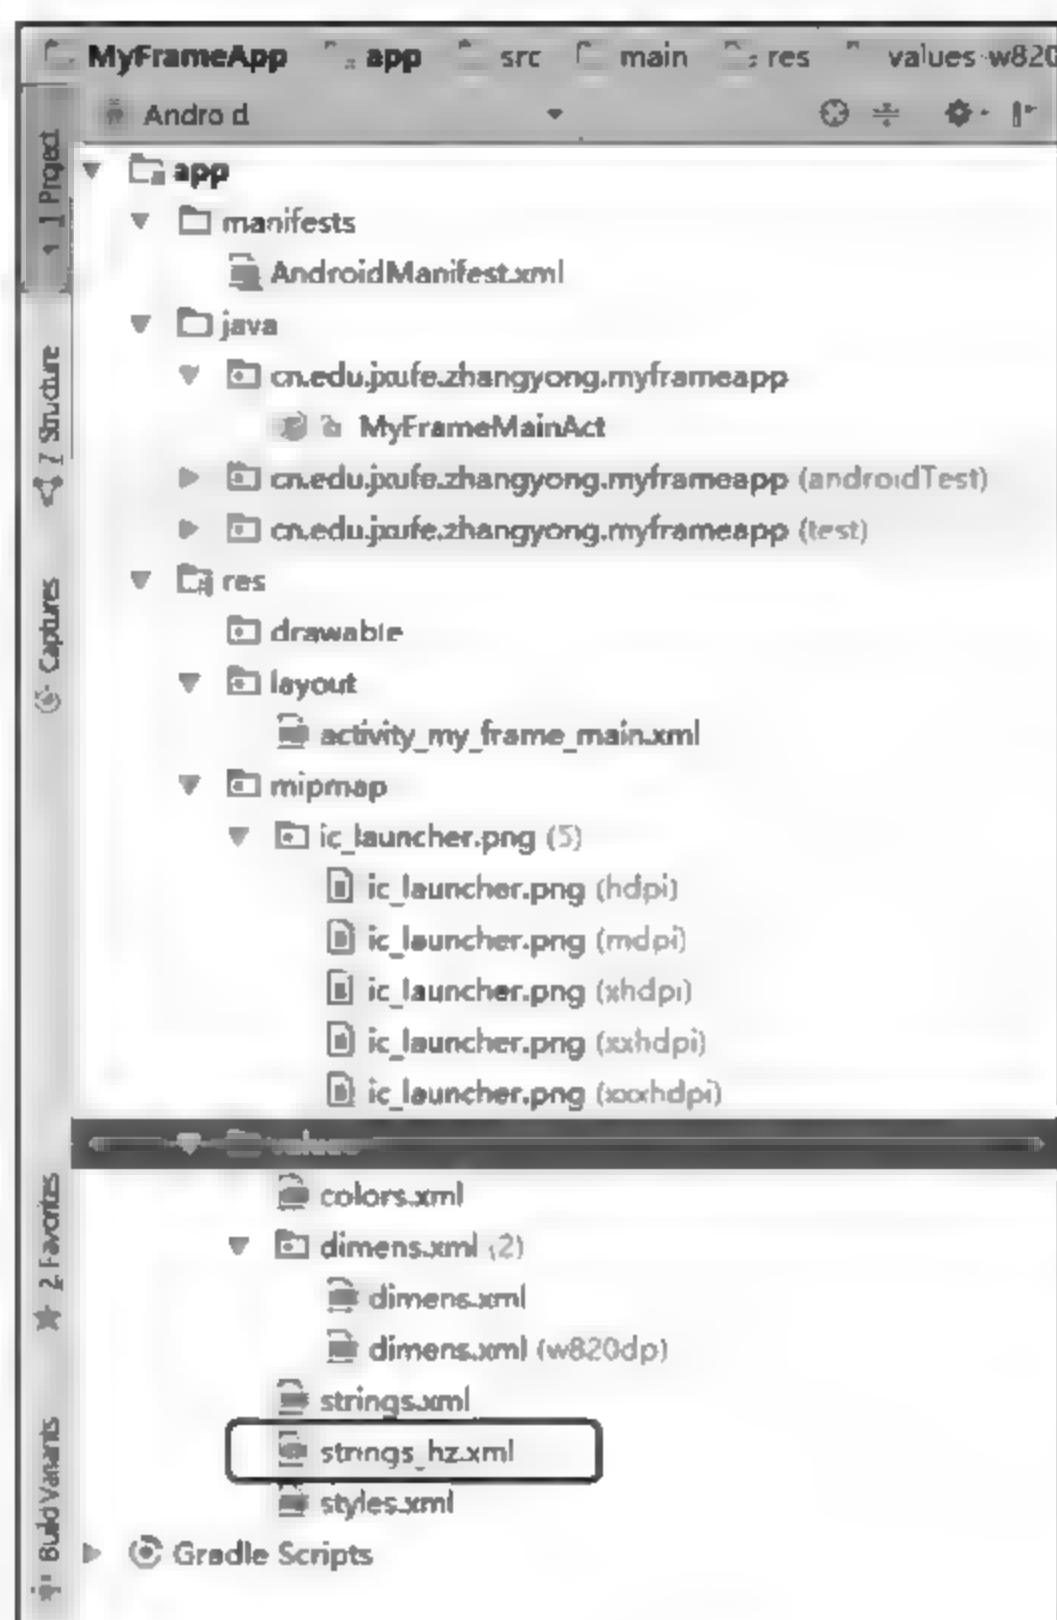 MyFrameApp app src main res values-w820
Android
1: Project
app
manifests
AndroidManifest.xml
java
cn.edu.jxufe.zhangyong.myframeapp
MyFrameMainAct
cn.edu.jxufe.zhangyong.myframeapp (androidTest)
cn.edu.jxufe.zhangyong.myframeapp (test)
7: Structure
res
drawable
Captures
layout
activity_my_frame_main.xml
mipmap
ic_launcher.png (5)
ic_launcher.png (hdpi)
ic_launcher.png (mdpi)
ic_launcher.png (xhdpi)
ic_launcher.png (xxhdpi)
ic_launcher.png (xxxhdpi)
values
colors.xml
2: Favorites
dimens.xml (2)
dimens.xml
dimens.xml (w820dp)
strings.xml
strings_hz.xml
styles.xml
Build Variants
Gradle Scripts